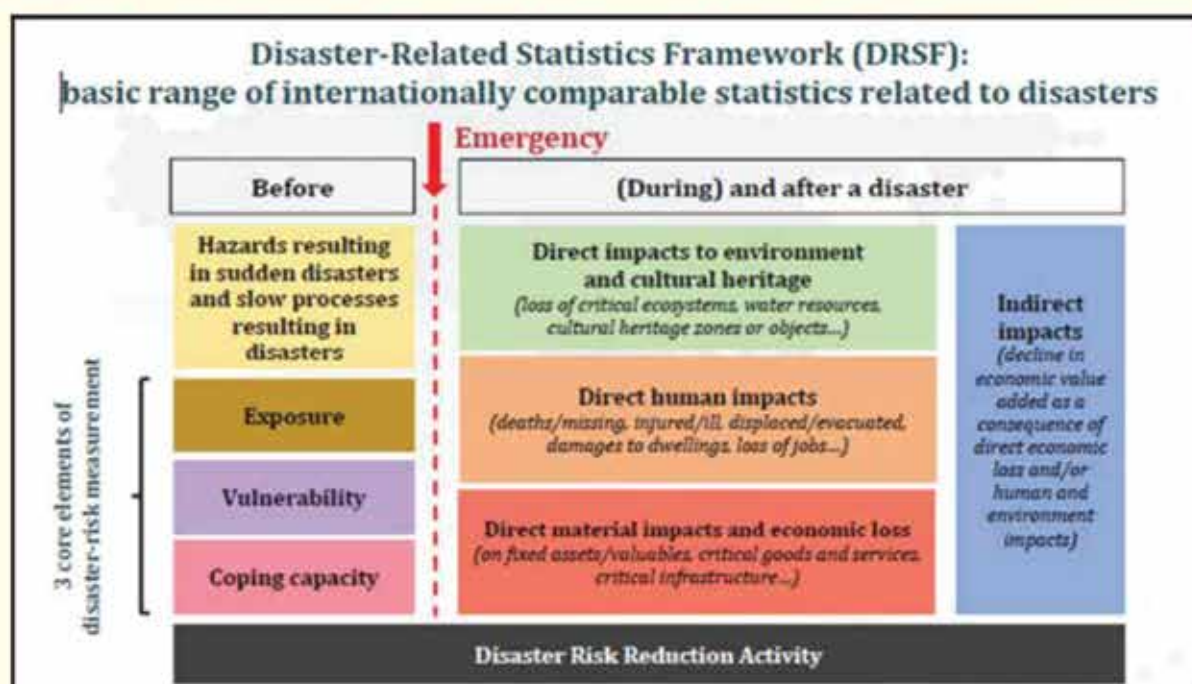 Disaster-Related Statistics Framework (DRSF):
basic range of internationally comparable statistics related to disasters
Emergency
Before
(During) and after a disaster
Hazards resulting
in sudden disasters
and slow processes
resulting in
disasters
3 core elements of
disaster-risk measurement
Exposure
Vulnerability
Coping capacity
Direct impacts to environment
and cultural heritage
(loss of critical ecosystems, water resources,
cultural heritage zones or objects...)
Direct human impacts
(deaths/missing, injured/ill, displaced/evacuated,
damages to dwellings, loss of jobs...)
Direct material impacts and economic loss
(on fixed assets/valuables, critical goods and services,
critical infrastructure...)
Indirect
impacts
(decline in
economic value
added as a
consequence of
direct economic
loss and/or
human and
environment
impacts)
Disaster Risk Reduction Activity